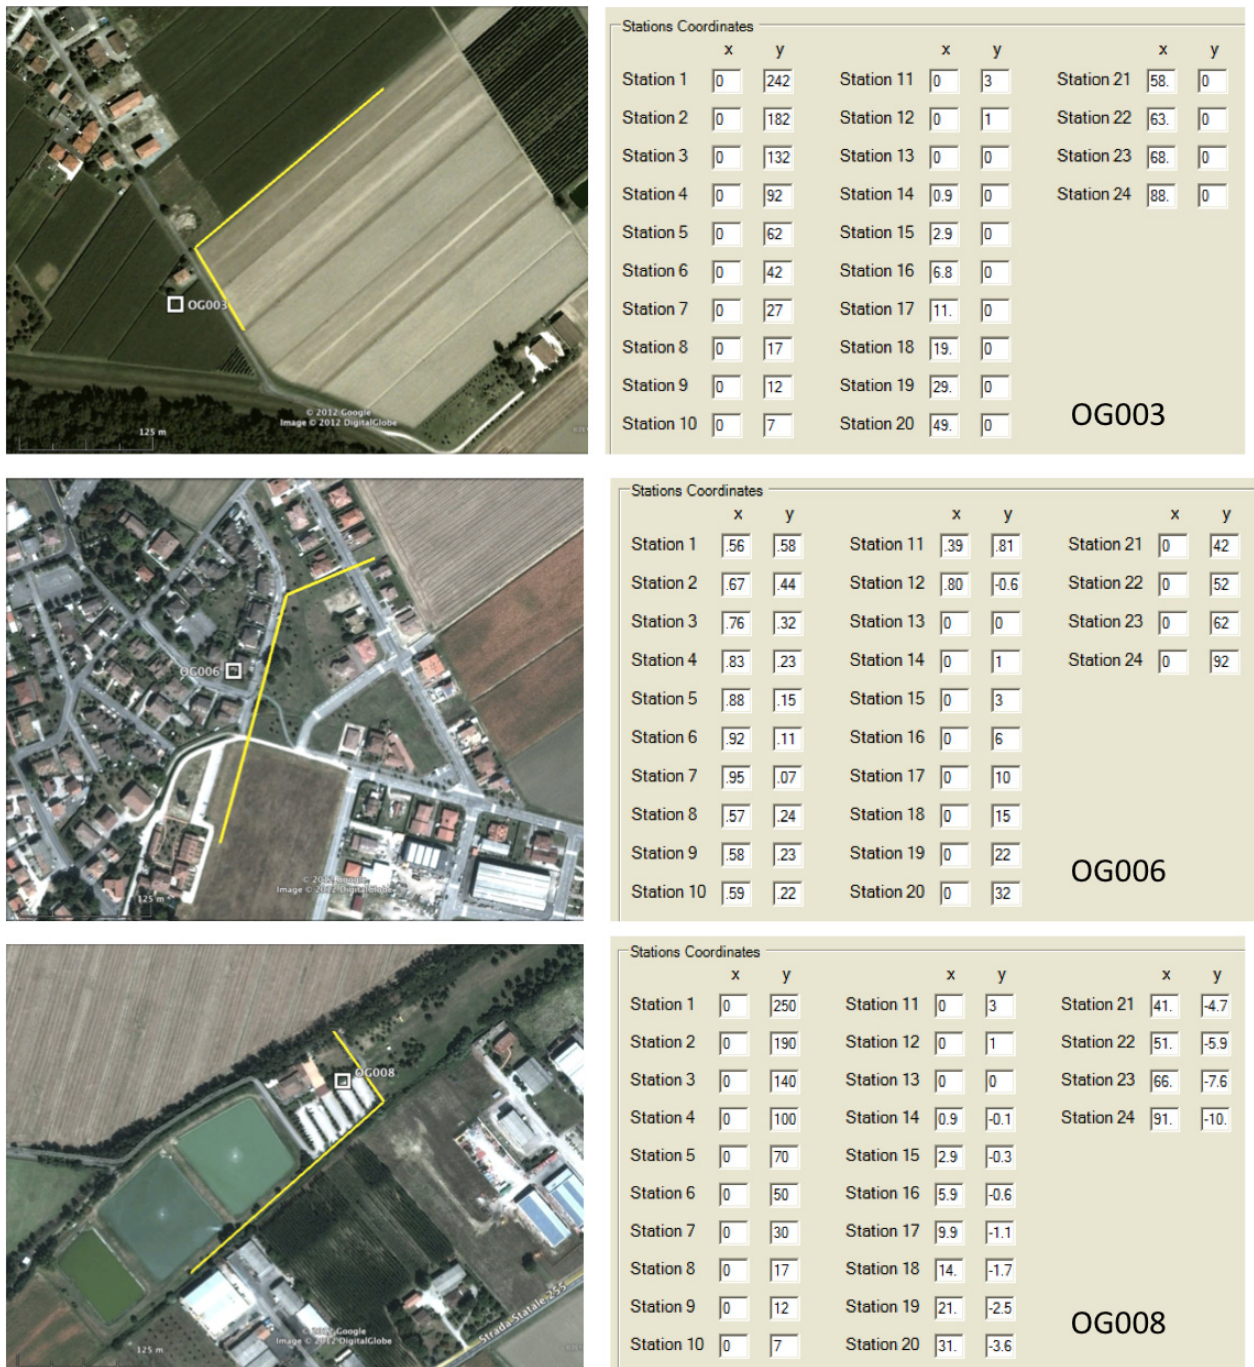 OG003
© 2012 Google
Image © 2012 DigitalGlobe
125 m
Stations Coordinates
x y x y x y
Station 1 0 242 Station 11 0 3 Station 21 58. 0
Station 2 0 182 Station 12 0 1 Station 22 63. 0
Station 3 0 132 Station 13 0 0 Station 23 68. 0
Station 4 0 92 Station 14 0.9 0 Station 24 88. 0
Station 5 0 62 Station 15 2.9 0
Station 6 0 42 Station 16 6.8 0
Station 7 0 27 Station 17 11. 0
Station 8 0 17 Station 18 19. 0
Station 9 0 12 Station 19 29. 0
Station 10 0 7 Station 20 49. 0
OG003
OG006
Image © 2012 DigitalGlobe
125 m
Stations Coordinates
x y x y x y
Station 1 .56 .58 Station 11 .39 .81 Station 21 0 42
Station 2 .67 .44 Station 12 .80 -0.6 Station 22 0 52
Station 3 .76 .32 Station 13 0 0 Station 23 0 62
Station 4 .83 .23 Station 14 0 1 Station 24 0 92
Station 5 .88 .15 Station 15 0 3
Station 6 .92 .11 Station 16 0 6
Station 7 .95 .07 Station 17 0 10
Station 8 .57 .24 Station 18 0 15
Station 9 .58 .23 Station 19 0 22
Station 10 .59 .22 Station 20 0 32
OG006
OG008
Strada Statale 255
Google
Image © 2012 DigitalGlobe
125 m
Stations Coordinates
x y x y x y
Station 1 0 250 Station 11 0 3 Station 21 41. -4.7
Station 2 0 190 Station 12 0 1 Station 22 51. -5.9
Station 3 0 140 Station 13 0 0 Station 23 66. -7.6
Station 4 0 100 Station 14 0.9 -0.1 Station 24 91. -10.
Station 5 0 70 Station 15 2.9 -0.3
Station 6 0 50 Station 16 5.9 -0.6
Station 7 0 30 Station 17 9.9 -1.1
Station 8 0 17 Station 18 14. -1.7
Station 9 0 12 Station 19 21. -2.5
Station 10 0 7 Station 20 31. -3.6
OG008